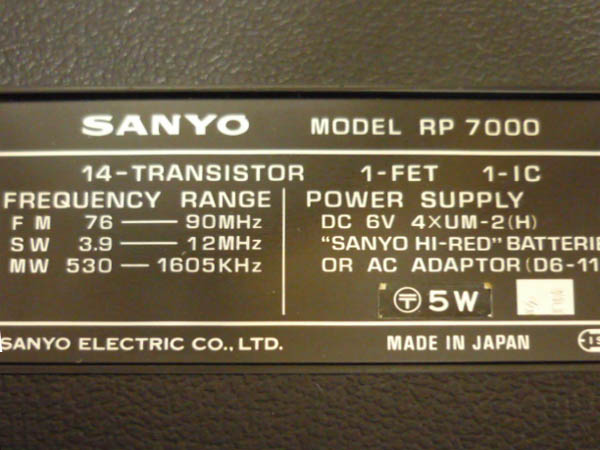 SANYO MODEL RP 7000
14-TRANSISTOR 1-FET 1-IC
FREQUENCY RANGE
FM 76 — 90MHz
SW 3.9 — 12MHz
MW 530 — 1605KHz
POWER SUPPLY
DC 6V 4×UM-2(H)
"SANYO HI-RED" BATTERIE
OR AC ADAPTOR (D6-11
〒 5W
SANYO ELECTRIC CO., LTD. MADE IN JAPAN